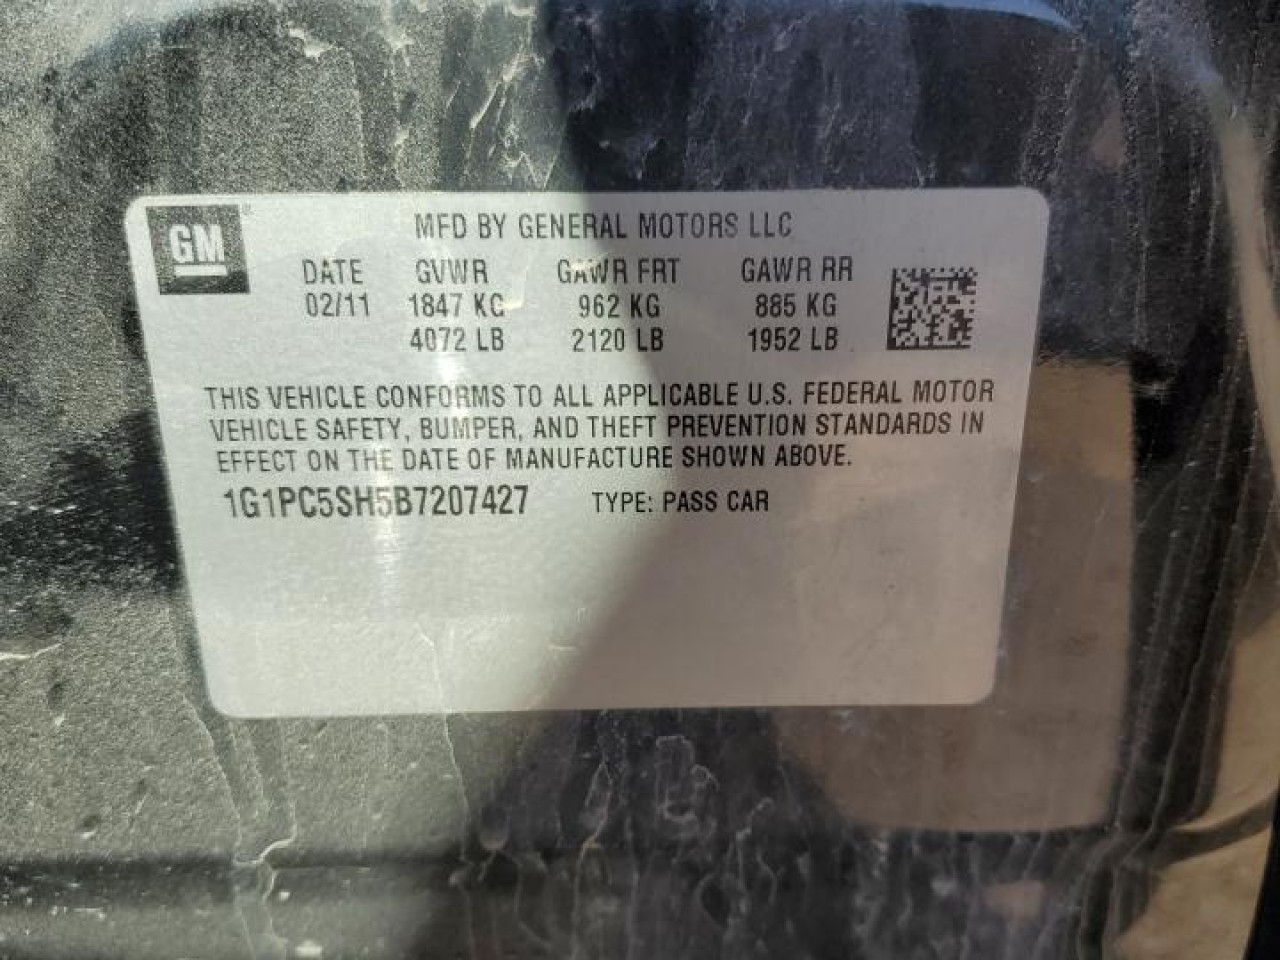 GM
MFD BY GENERAL MOTORS LLC
DATE GVWR GAWR FRT GAWR RR
02/11 1847 KG 962 KG 885 KG
4072 LB 2120 LB 1952 LB
THIS VEHICLE CONFORMS TO ALL APPLICABLE U.S. FEDERAL MOTOR
VEHICLE SAFETY, BUMPER, AND THEFT PREVENTION STANDARDS IN
EFFECT ON THE DATE OF MANUFACTURE SHOWN ABOVE.
1G1PC5SH5B7207427 TYPE: PASS CAR